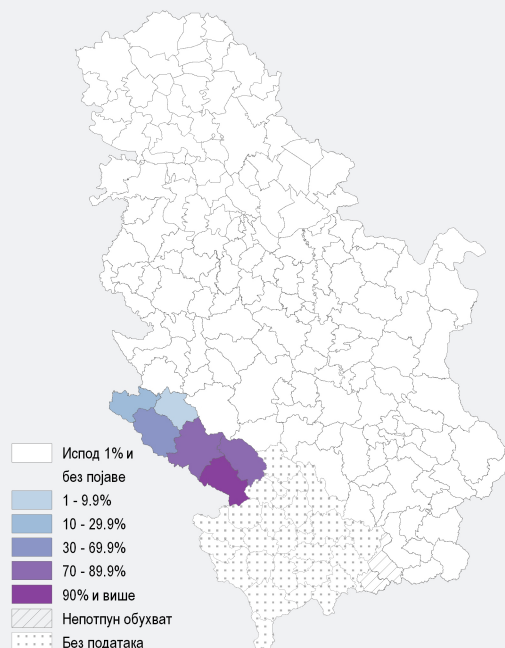 Испод 1% и
без појаве
1 - 9.9%
10 - 29.9%
30 - 69.9%
70 - 89.9%
90% и више
Непотпун обухват
Без података